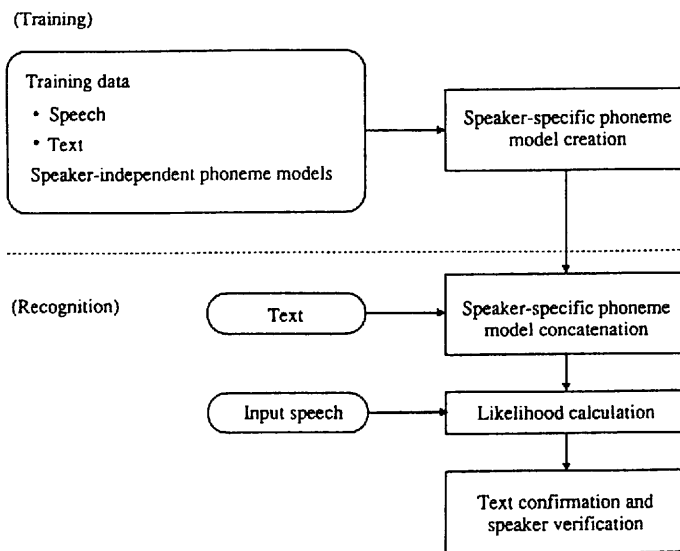 (Training)
Training data
• Speech
• Text
Speaker-independent phoneme models
Speaker-specific phoneme
model creation
(Recognition)
Text
Speaker-specific phoneme
model concatenation
Input speech
Likelihood calculation
Text confirmation and
speaker verification